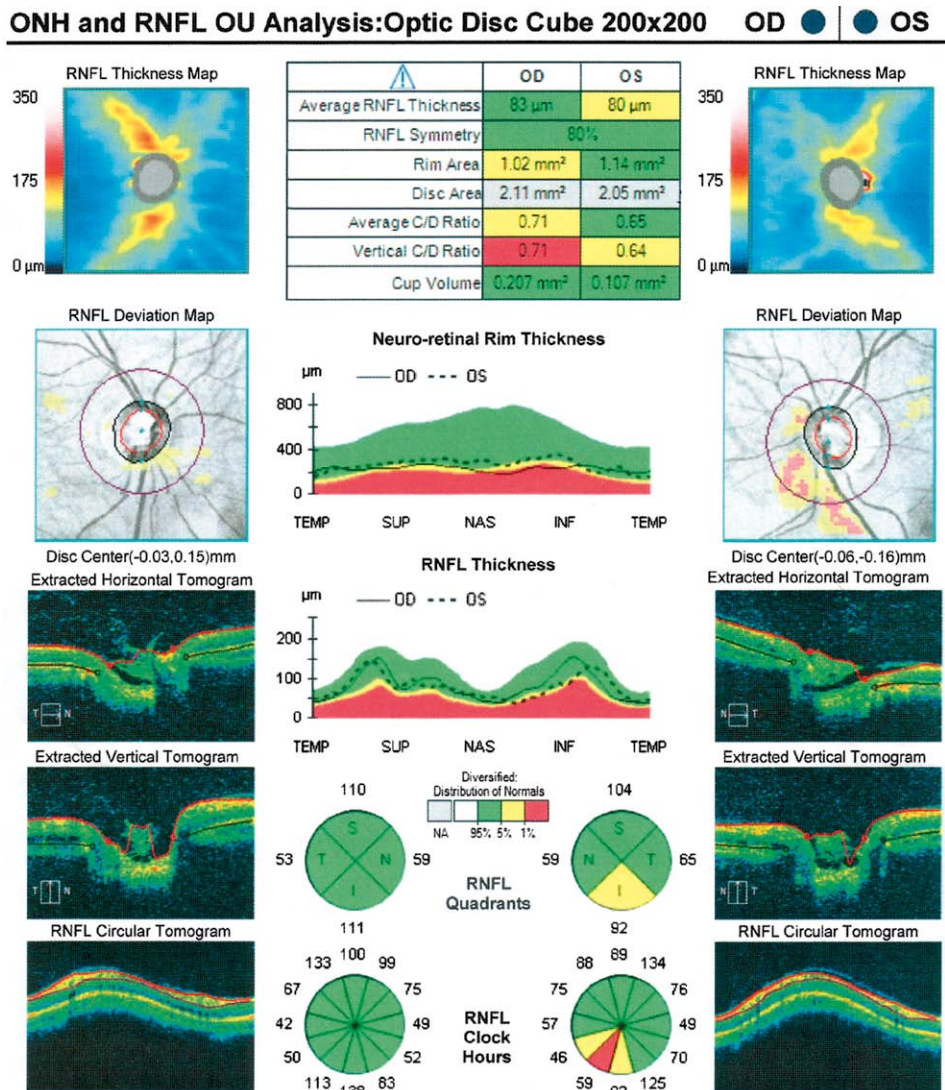 ONH and RNFL OU Analysis:Optic Disc Cube 200x200 OD OS
RNFL Thickness Map
350
175
0 µm
OD OS
Average RNFL Thickness 83 µm 80 µm
RNFL Symmetry 80%
Rim Area 1.02 mm² 1.14 mm²
Disc Area 2.11 mm² 2.05 mm²
Average C/D Ratio 0.71 0.65
Vertical C/D Ratio 0.71 0.64
Cup Volume 0.207 mm² 0.107 mm²
RNFL Thickness Map
350
175
0 µm
RNFL Deviation Map
Disc Center(-0.03,0.15)mm
Neuro-retinal Rim Thickness
µm OD OS
800
400
0
TEMP SUP NAS INF TEMP
RNFL Deviation Map
Disc Center(-0.06,-0.16)mm
Extracted Horizontal Tomogram
T N
RNFL Thickness
µm OD OS
200
100
0
TEMP SUP NAS INF TEMP
Extracted Horizontal Tomogram
N T
Extracted Vertical Tomogram
T N
Diversified:
Distribution of Normals
NA 95% 5% 1%
110
S
53 T N 59
I
111
RNFL
Quadrants
104
S
59 N T 65
I
92
Extracted Vertical Tomogram
T N
RNFL Circular Tomogram
133 100 99
67 75
42 49
50 52
113 83
RNFL
Clock
Hours
88 89 134
75 76
57 49
46 70
59 125
RNFL Circular Tomogram